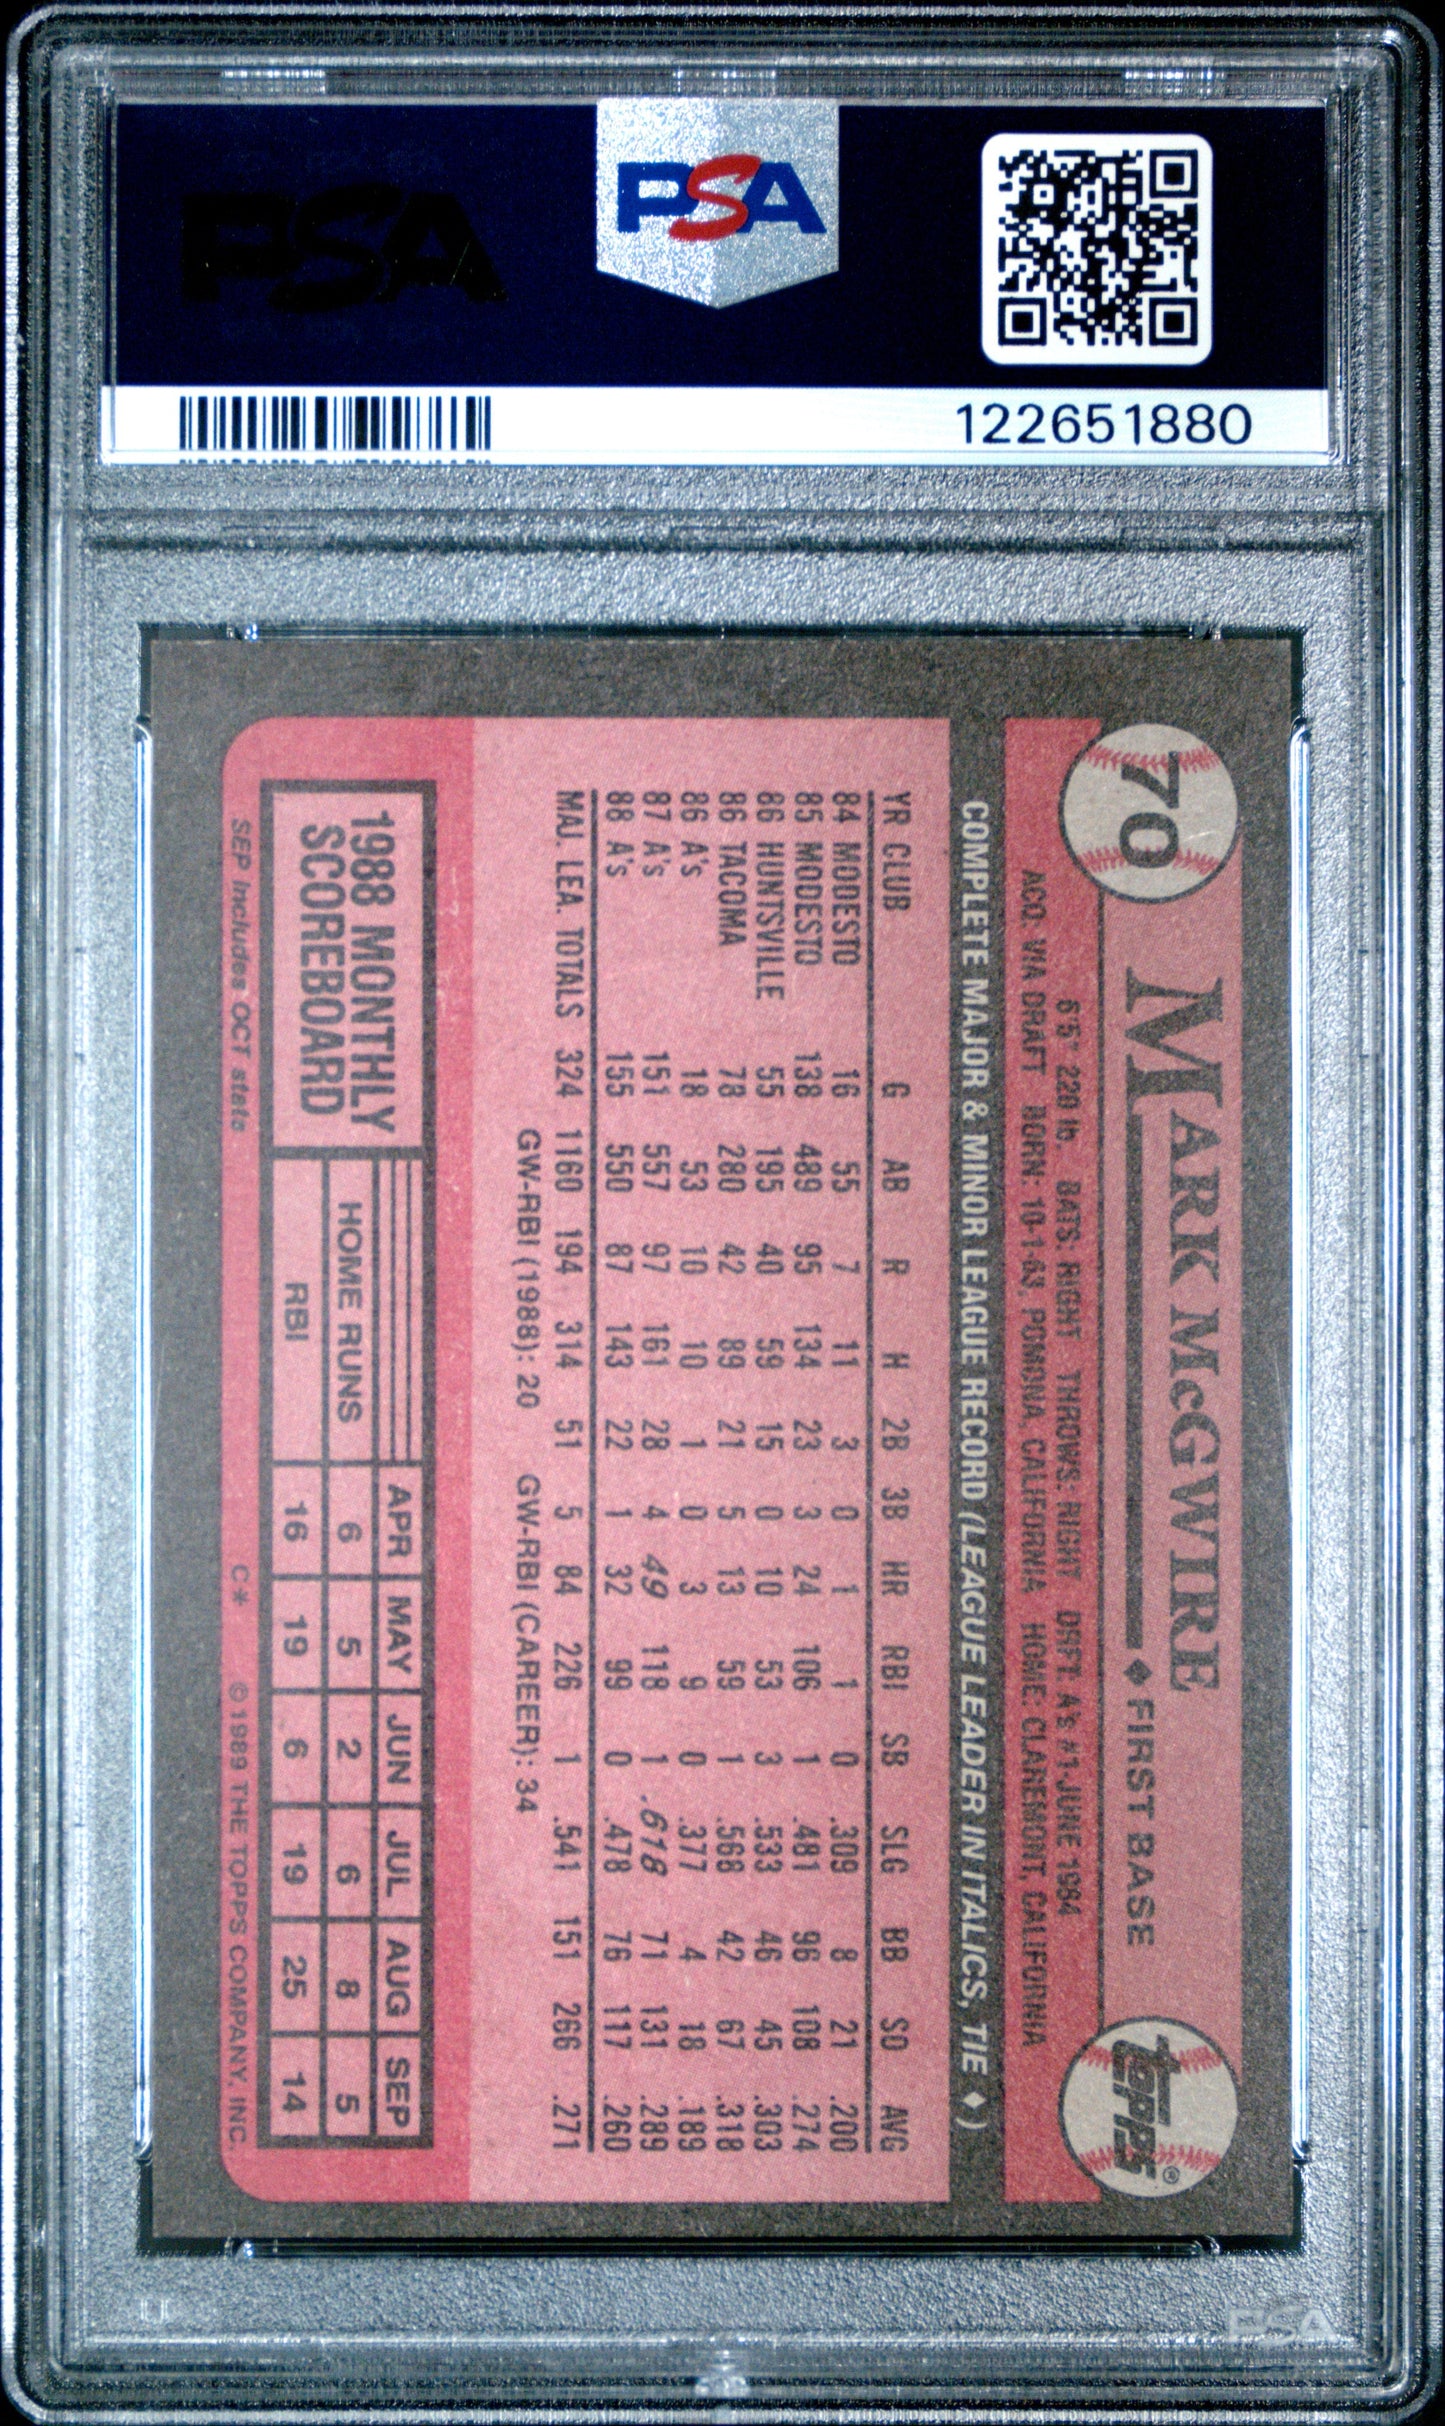 PSA
PSA
122651880
70
MARK McGWIRE
◆ FIRST BASE
topps®
6'5" 220 lb. BATS: RIGHT THROWS: RIGHT DRFT: A's #1-JUNE 1984
ACQ: VIA DRAFT BORN: 10-1-63, POMONA, CALIFORNIA HOME: CLAREMONT, CALIFORNIA
COMPLETE MAJOR & MINOR LEAGUE RECORD (LEAGUE LEADER IN ITALICS, TIE ◆)
YR CLUB G AB R H 2B 3B HR RBI SB SLG BB SO AVG
84 MODESTO 16 55 7 11 3 0 1 1 0 .309 8 21 .200
85 MODESTO 138 489 95 134 23 3 24 106 1 .481 96 108 .274
86 HUNTSVILLE 55 195 40 59 15 0 10 53 3 .533 46 45 .303
86 TACOMA 78 280 42 89 21 5 13 59 1 .568 42 67 .318
86 A's 18 53 10 10 1 0 3 9 0 .377 4 18 .189
87 A's 151 557 97 161 28 4 49 118 1 .618 71 131 .289
88 A's 155 550 87 143 22 1 32 99 0 .478 76 117 .260
MAJ. LEA. TOTALS 324 1160 194 314 51 5 84 226 1 .541 151 266 .271
GW-RBI (1988): 20 GW-RBI (CAREER): 34
1988 MONTHLY
SCOREBOARD
APR MAY JUN JUL AUG SEP
HOME RUNS 6 5 2 6 8 5
RBI 16 19 6 19 25 14
SEP includes OCT stats
C* © 1989 THE TOPPS COMPANY, INC.
PSA